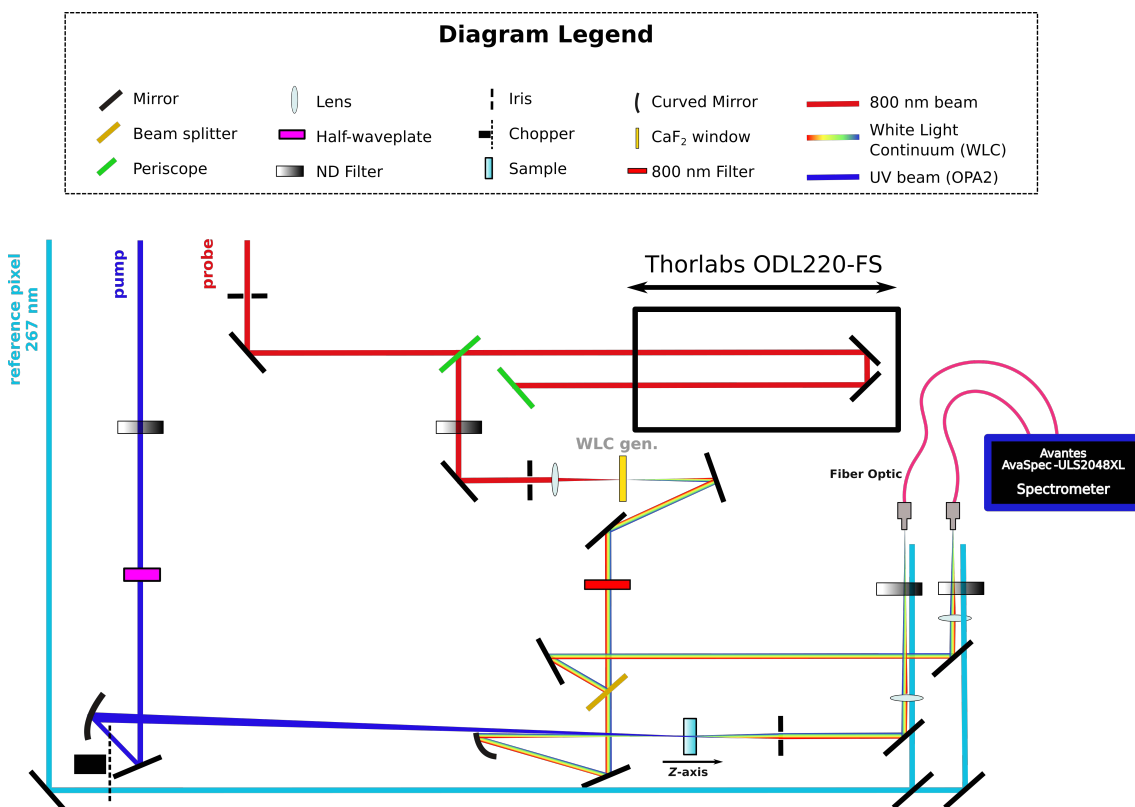 Diagram Legend
Mirror
Lens
Iris
Curved Mirror
800 nm beam
Beam splitter
Half-waveplate
Chopper
CaF2 window
White Light
Continuum (WLC)
Periscope
ND Filter
Sample
800 nm Filter
UV beam (OPA2)
reference pixel
267 nm
pump
probe
Thorlabs ODL220-FS
WLC gen.
Fiber Optic
Avantes
AvaSpec-ULS2048XL
Spectrometer
Z-axis